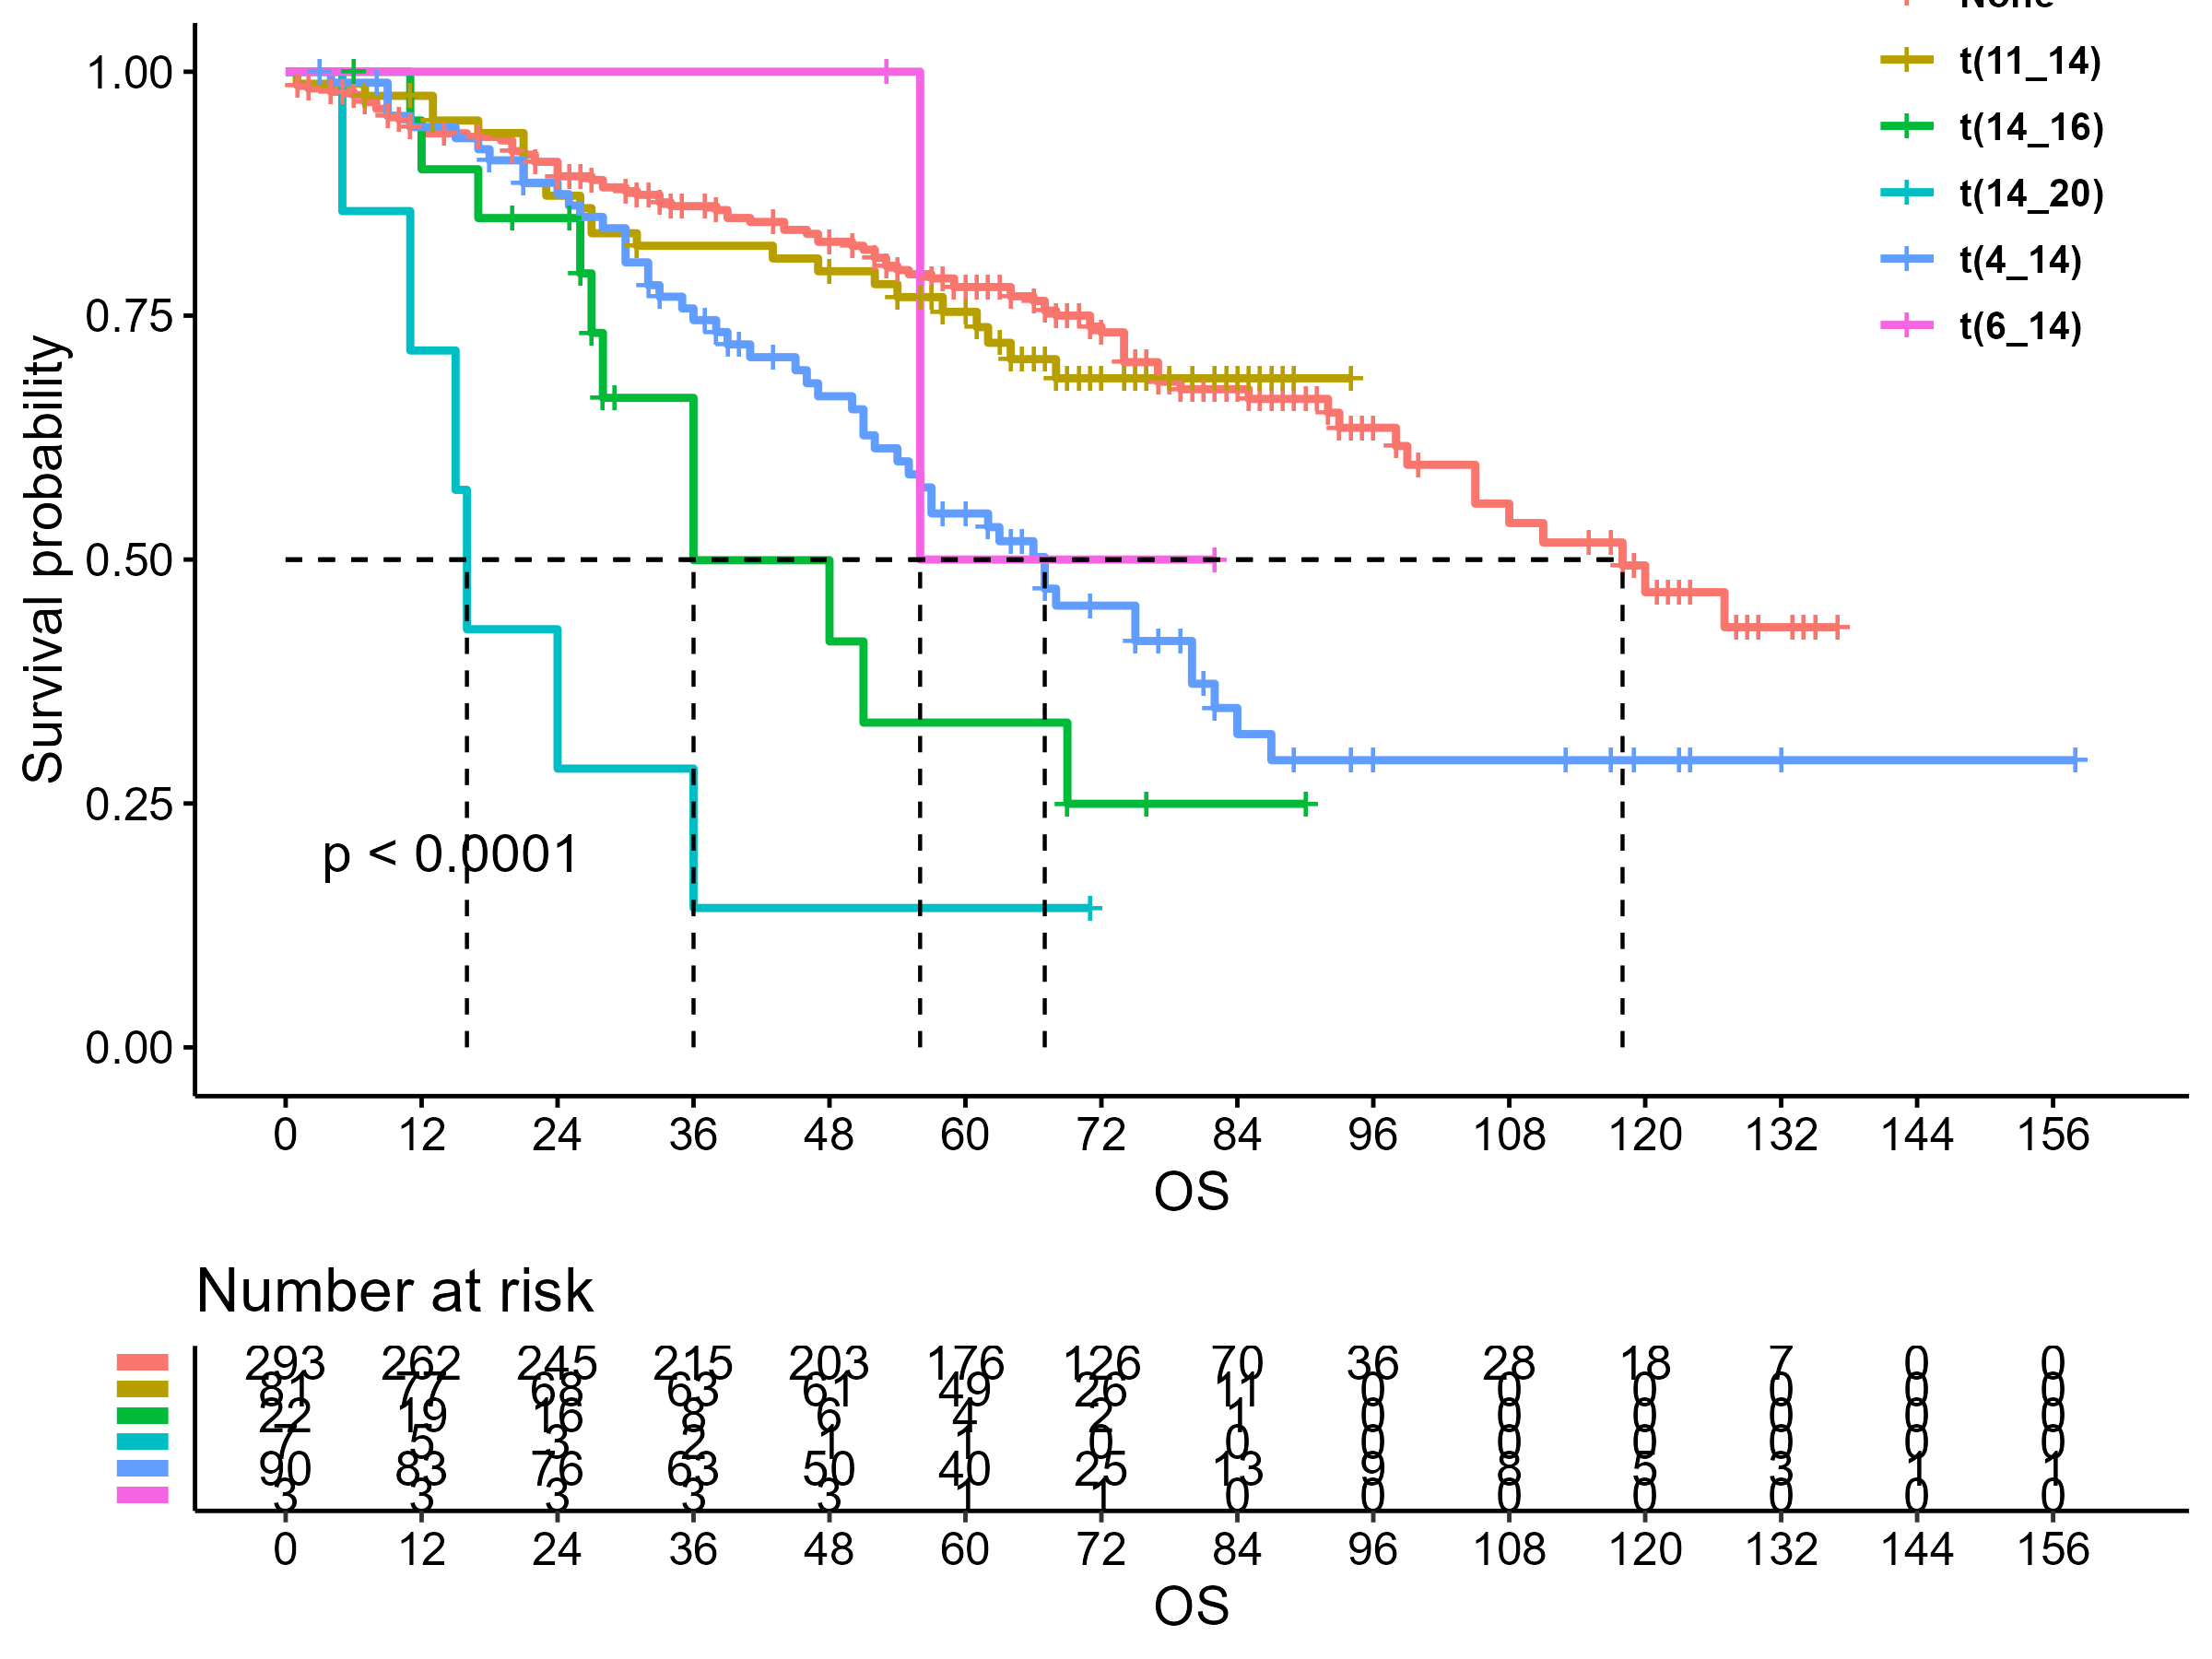 None
t(11_14)
t(14_16)
t(14_20)
t(4_14)
t(6_14)
Survival probability
1.00
0.75
0.50
0.25
0.00
p < 0.0001
0 12 24 36 48 60 72 84 96 108 120 132 144 156
OS
Number at risk
293 262 245 215 203 176 126 70 36 28 18 7 0 0
81 77 68 63 61 49 26 11 0 0 0 0 0 0
22 19 16 8 6 4 2 1 0 0 0 0 0 0
7 5 3 2 1 1 0 0 0 0 0 0 0 0
90 83 76 63 50 40 25 13 9 8 5 3 1 1
3 3 3 3 3 1 1 0 0 0 0 0 0 0
0 12 24 36 48 60 72 84 96 108 120 132 144 156
OS